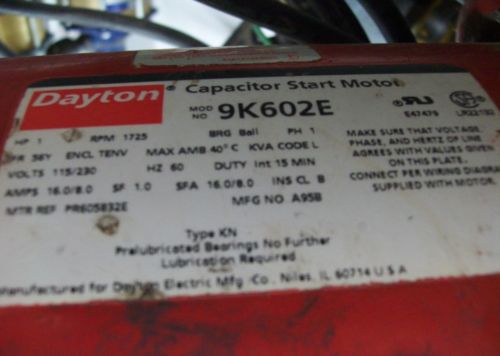 Dayton Capacitor Start Motor
MOD NO 9K602E
E47479 LR22132
HP 1 RPM 1725 BRG Ball PH 1
FR 56Y ENCL TENV MAX AMB 40°C KVA CODE L
VOLTS 115/230 HZ 60 DUTY Int 15 MIN
AMPS 16.0/8.0 SF 1.0 SFA 16.0/8.0 INS CL B
MTR REF PR605832E MFG NO A95B
MAKE SURE THAT VOLTAGE,
PHASE, AND HERTZ OF LINE
AGREES WITH VALUES GIVEN
ON THIS PLATE.
CONNECT PER WIRING DIAGRAM
SUPPLIED WITH MOTOR.
Type KN
Prelubricated Bearings No Further
Lubrication Required
Manufactured for Dayton Electric Mfg. Co., Niles, IL 60714 U S A